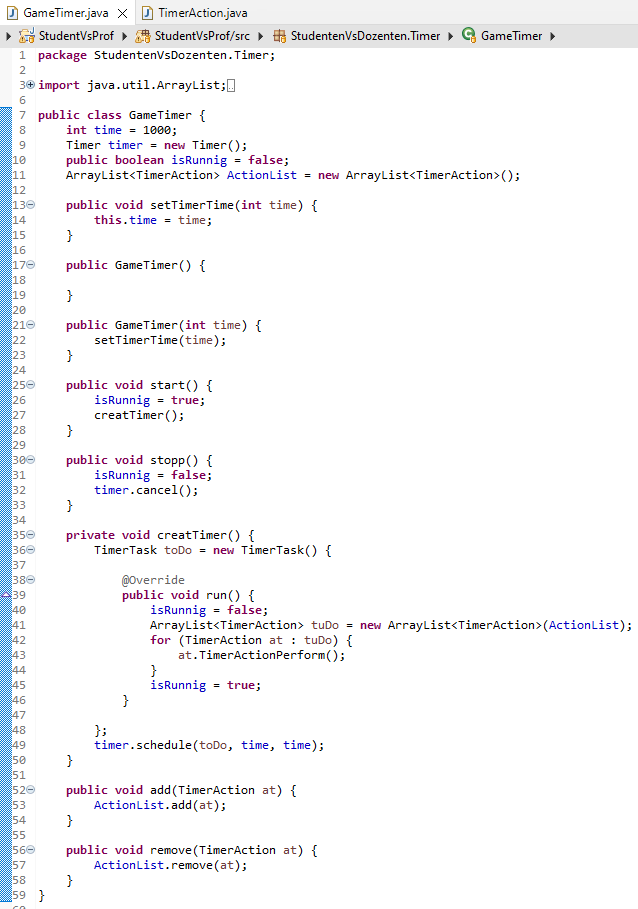 GameTimer.java TimerAction.java
StudentVsProf StudentVsProf/src StudentenVsDozenten.Timer GameTimer
1 package StudentenVsDozenten.Timer;
2
3 import java.util.ArrayList;
6
7 public class GameTimer {
8 int time = 1000;
9 Timer timer = new Timer();
10 public boolean isRunnig = false;
11 ArrayList<TimerAction> ActionList = new ArrayList<TimerAction>();
12
13 public void setTimerTime(int time) {
14 this.time = time;
15 }
16
17 public GameTimer() {
18
19 }
20
21 public GameTimer(int time) {
22 setTimerTime(time);
23 }
24
25 public void start() {
26 isRunnig = true;
27 creatTimer();
28 }
29
30 public void stopp() {
31 isRunnig = false;
32 timer.cancel();
33 }
34
35 private void creatTimer() {
36 TimerTask toDo = new TimerTask() {
37
38 @Override
39 public void run() {
40 isRunnig = false;
41 ArrayList<TimerAction> tuDo = new ArrayList<TimerAction>(ActionList);
42 for (TimerAction at : tuDo) {
43 at.TimerActionPerform();
44 }
45 isRunnig = true;
46 }
47
48 };
49 timer.schedule(toDo, time, time);
50 }
51
52 public void add(TimerAction at) {
53 ActionList.add(at);
54 }
55
56 public void remove(TimerAction at) {
57 ActionList.remove(at);
58 }
59 }
60